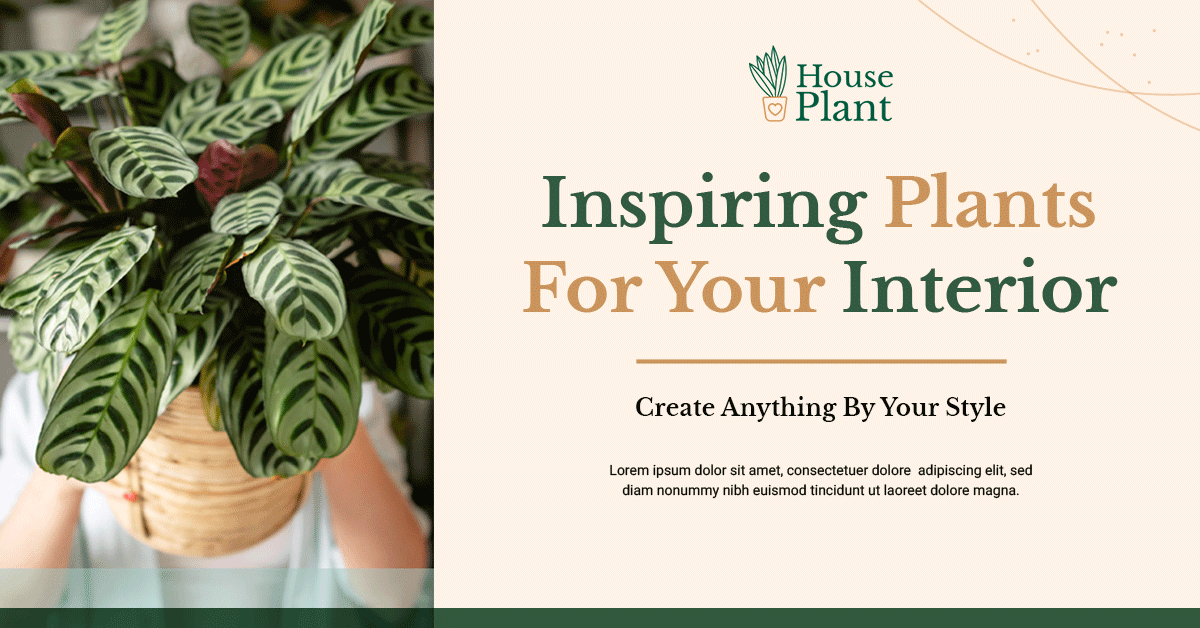 House
Plant
Inspiring Plants
For Your Interior
Create Anything By Your Style
Lorem ipsum dolor sit amet, consectetuer dolore  adipiscing elit, sed
diam nonummy nibh euismod tincidunt ut laoreet dolore magna.